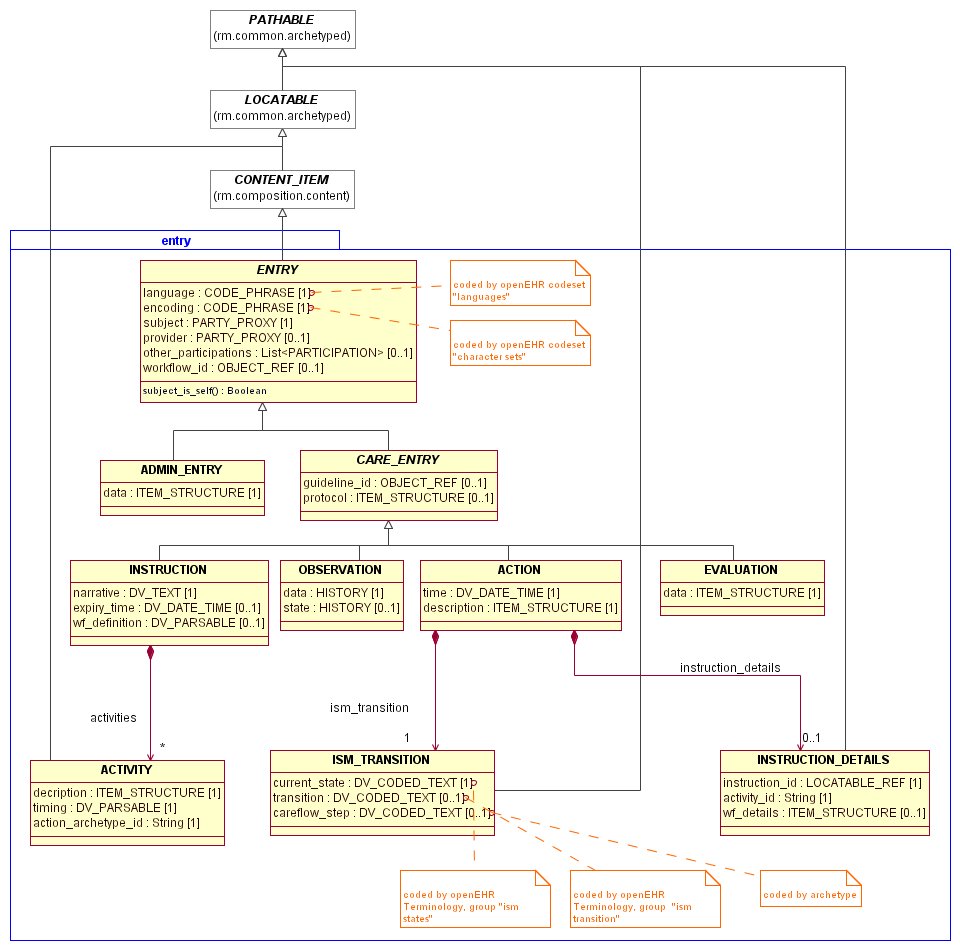 PATHABLE
(rm.common.archetyped)
LOCATABLE
(rm.common.archetyped)
CONTENT_ITEM
(rm.composition.content)
entry
ENTRY
language : CODE_PHRASE [1]
encoding : CODE_PHRASE [1]
subject : PARTY_PROXY [1]
provider : PARTY_PROXY [0..1]
other_participations : List<PARTICIPATION> [0..1]
workflow_id : OBJECT_REF [0..1]
subject_is_self() : Boolean
coded by openEHR codeset
"languages"
coded by openEHR codeset
"character sets"
ADMIN_ENTRY
data : ITEM_STRUCTURE [1]
CARE_ENTRY
guideline_id : OBJECT_REF [0..1]
protocol : ITEM_STRUCTURE [0..1]
INSTRUCTION
narrative : DV_TEXT [1]
expiry_time : DV_DATE_TIME [0..1]
wf_definition : DV_PARSABLE [0..1]
OBSERVATION
data : HISTORY [1]
state : HISTORY [0..1]
ACTION
time : DV_DATE_TIME [1]
description : ITEM_STRUCTURE [1]
EVALUATION
data : ITEM_STRUCTURE [1]
activities
*
ism_transition
1
instruction_details
0..1
ACTIVITY
decription : ITEM_STRUCTURE [1]
timing : DV_PARSABLE [1]
action_archetype_id : String [1]
ISM_TRANSITION
current_state : DV_CODED_TEXT [1]
transition : DV_CODED_TEXT [0..1]
careflow_step : DV_CODED_TEXT [0..1]
INSTRUCTION_DETAILS
instruction_id : LOCATABLE_REF [1]
activity_id : String [1]
wf_details : ITEM_STRUCTURE [0..1]
coded by openEHR
Terminology, group "ism
states"
coded by openEHR
Terminology, group "ism
transition"
coded by archetype